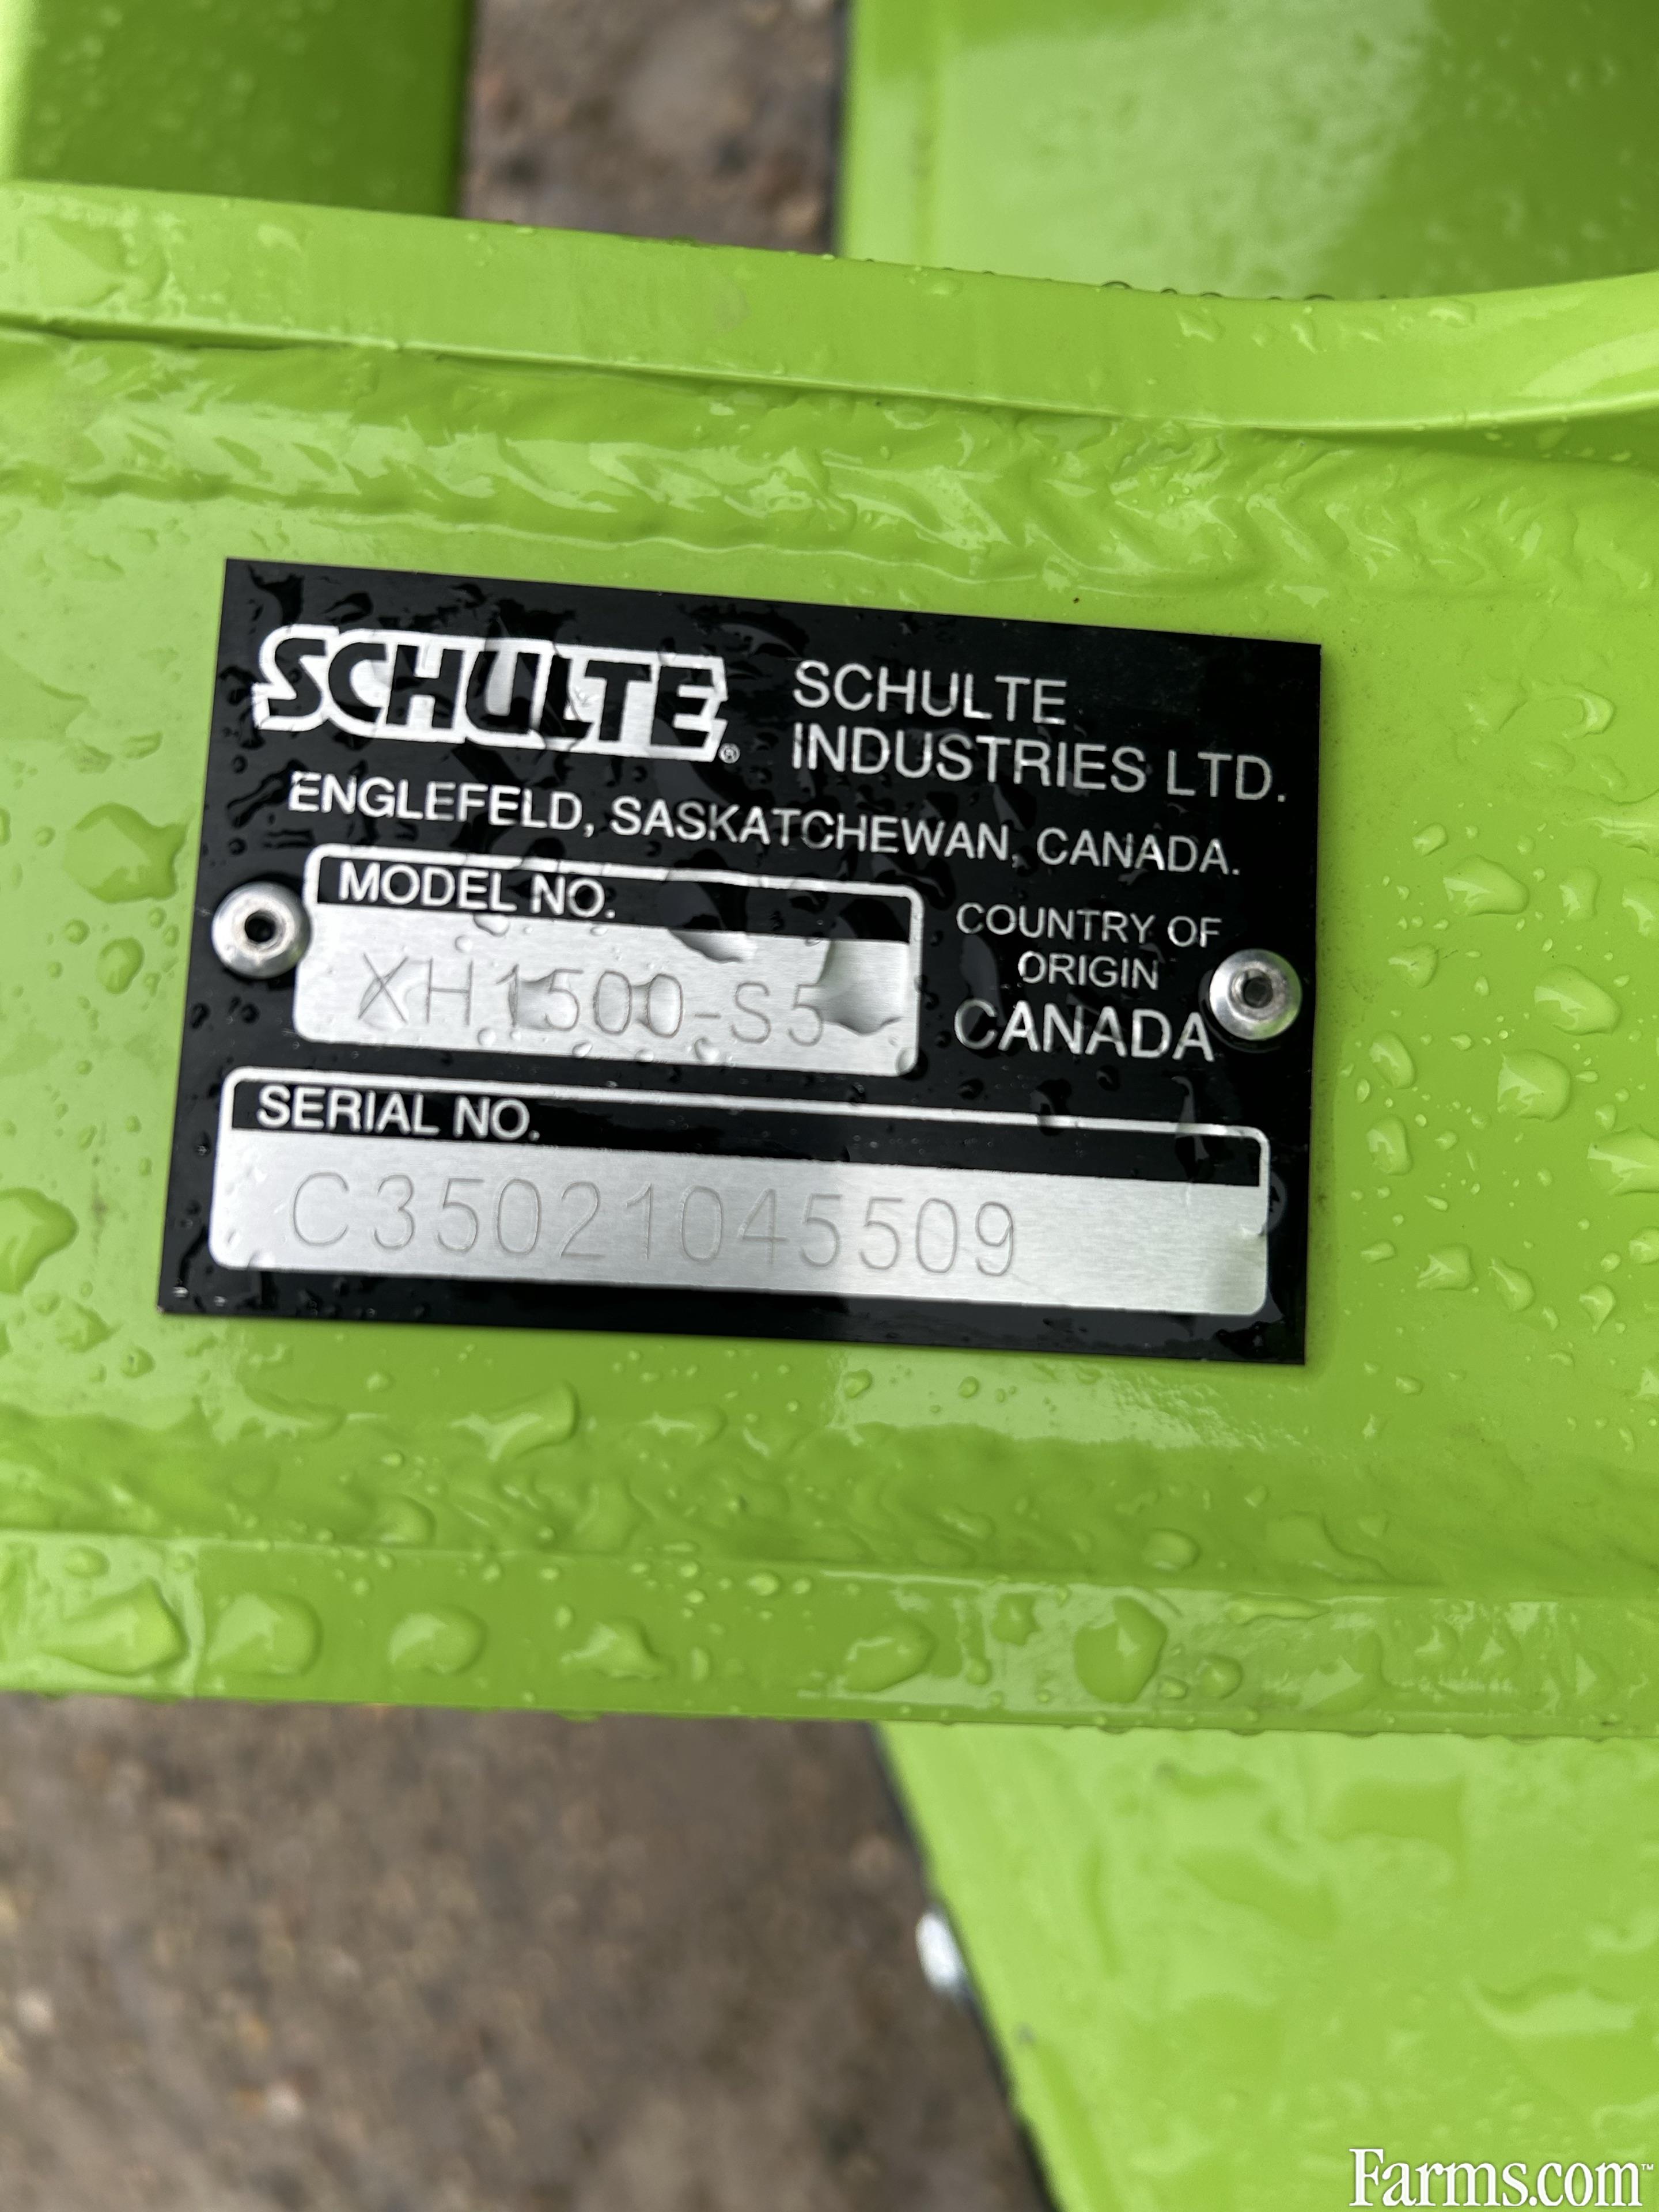 SCHULTE®
SCHULTE
INDUSTRIES LTD.
ENGLEFELD, SASKATCHEWAN, CANADA.
MODEL NO.
XH1500-S5
COUNTRY OF
ORIGIN
CANADA
SERIAL NO.
C35021045509
Farms.com™